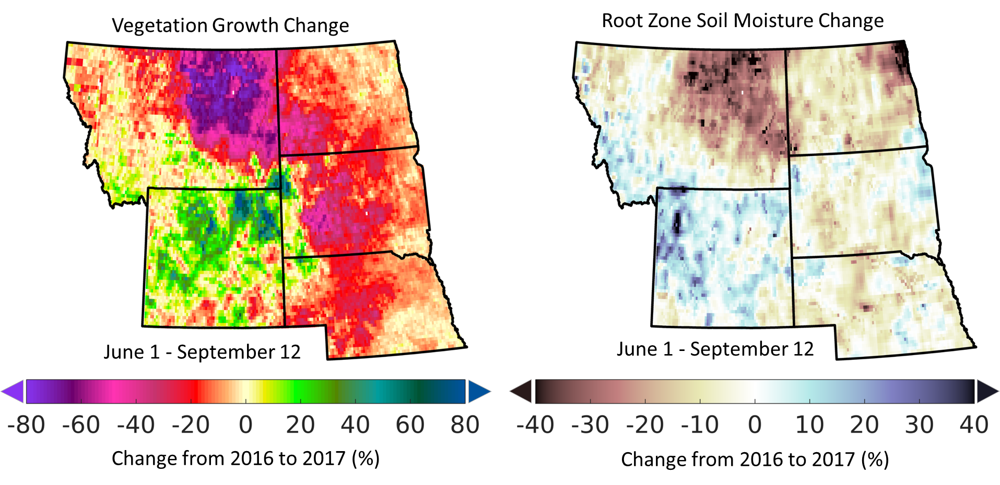 Vegetation Growth Change
June 1 - September 12
-80 -60 -40 -20 0 20 40 60 80
Change from 2016 to 2017 (%)
Root Zone Soil Moisture Change
June 1 - September 12
-40 -30 -20 -10 0 10 20 30 40
Change from 2016 to 2017 (%)